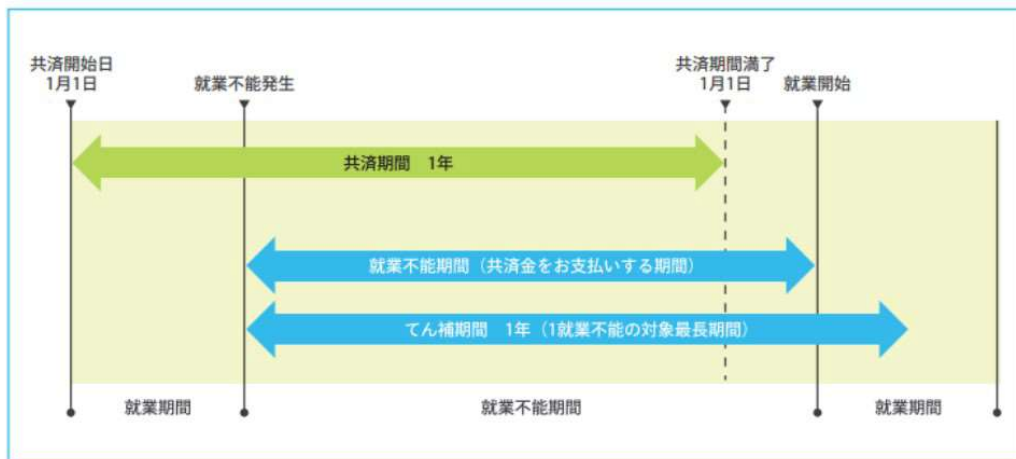 共済開始日
1月1日
就業不能発生
共済期間満了
1月1日
就業開始
共済期間 1年
就業不能期間（共済金をお支払いする期間）
てん補期間 1年（1就業不能の対象最長期間）
就業期間
就業不能期間
就業期間